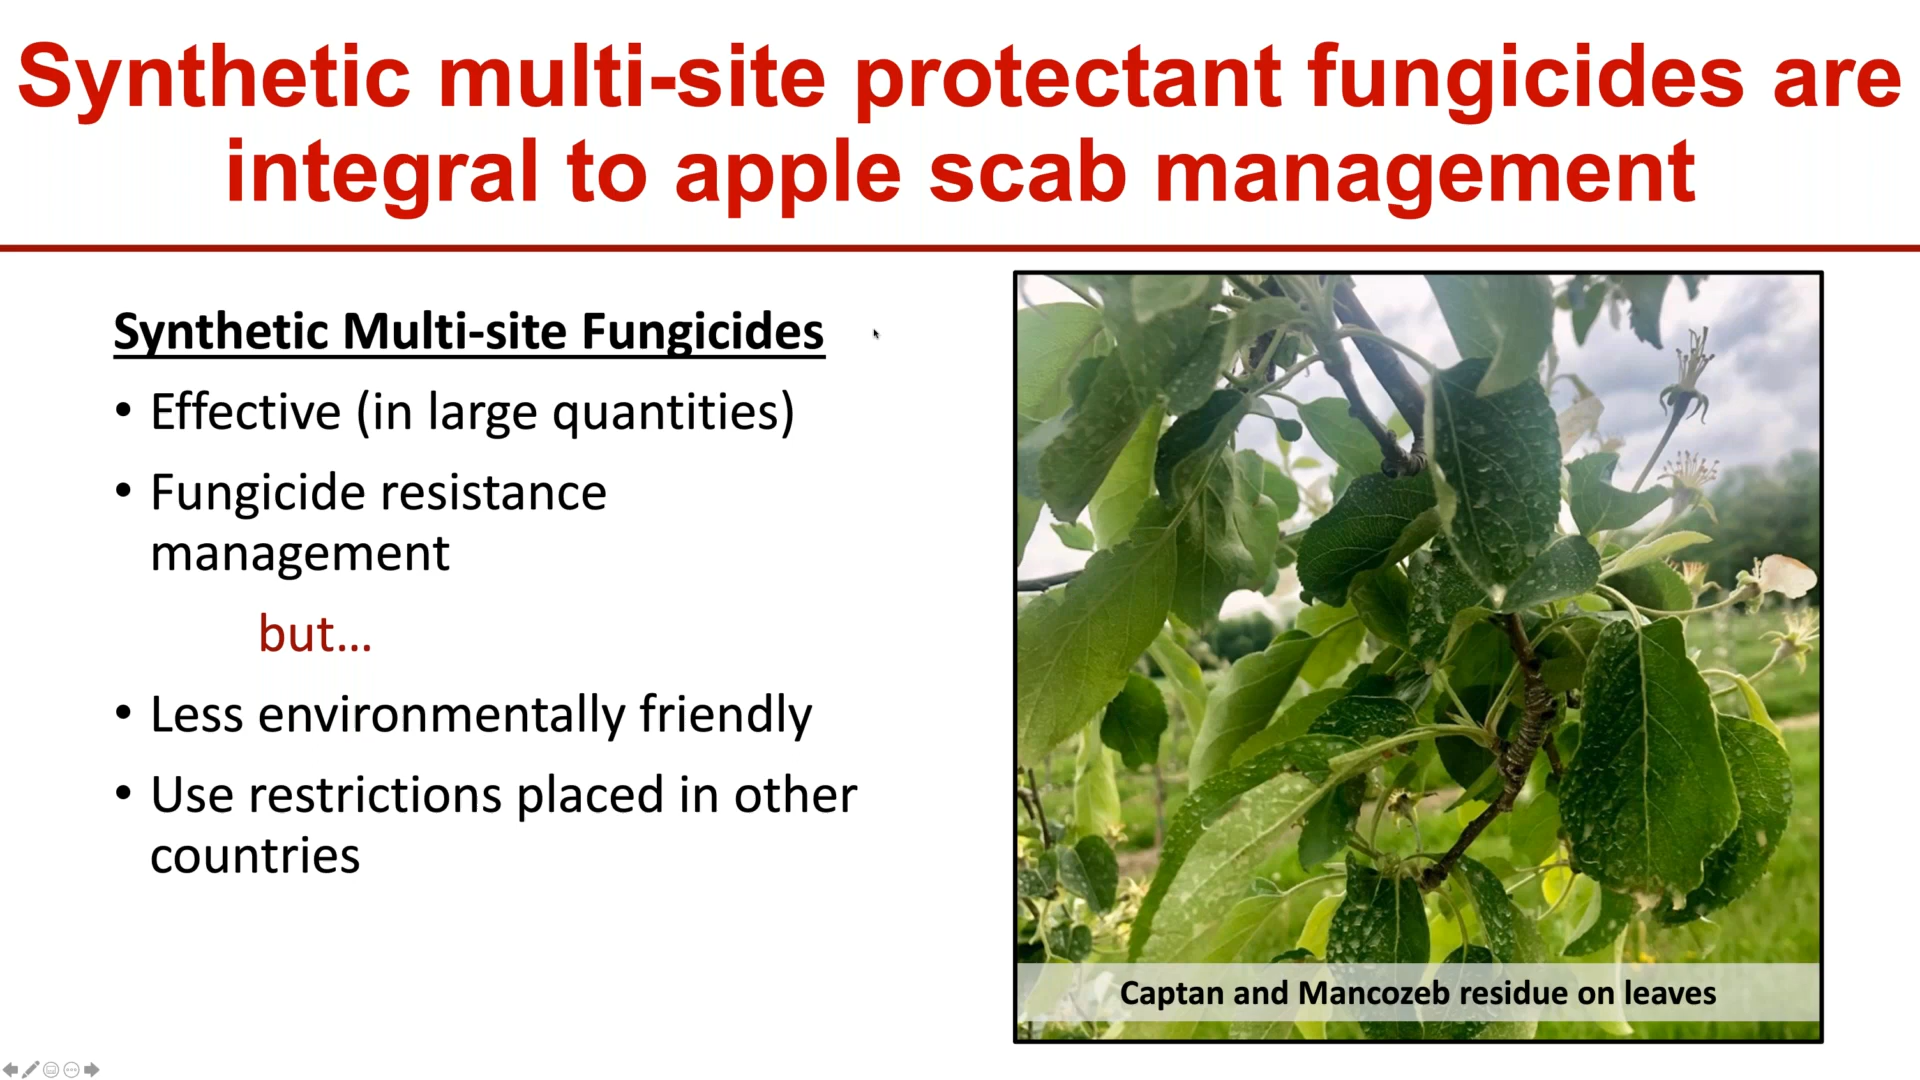 Synthetic multi-site protectant fungicides are
integral to apple scab management
Synthetic Multi-site Fungicides
• Effective (in large quantities)
• Fungicide resistance
management
but...
• Less environmentally friendly
• Use restrictions placed in other
countries
Captan and Mancozeb residue on leaves